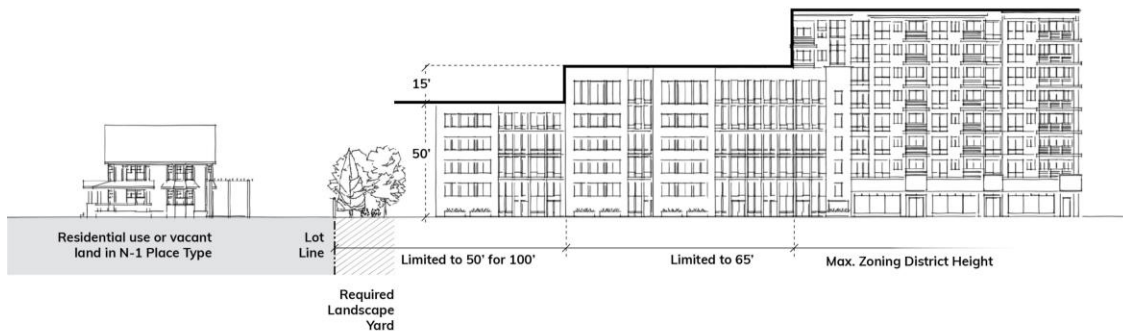 15’
50’
Residential use or vacant
land in N-1 Place Type
Lot
Line
Limited to 50’ for 100’
Limited to 65’
Max. Zoning District Height
Required
Landscape
Yard